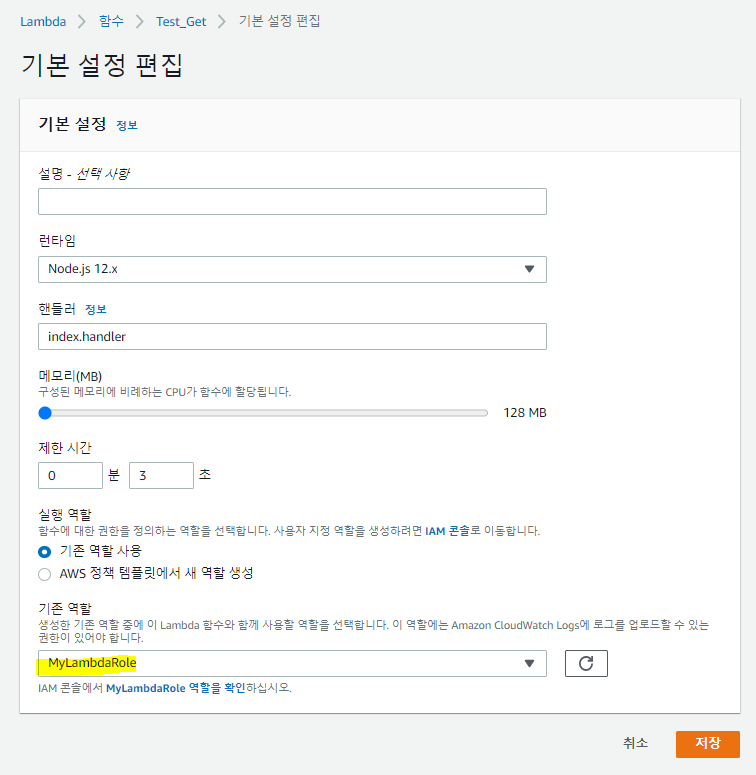 Lambda > 함수 > Test_Get > 기본 설정 편집
기본 설정 편집
기본 설정 정보
설명 - 선택 사항
런타임
Node.js 12.x
핸들러 정보
index.handler
메모리(MB)
구성된 메모리에 비례하는 CPU가 함수에 할당됩니다.
128 MB
제한 시간
0 분 3 초
실행 역할
함수에 대한 권한을 정의하는 역할을 선택합니다. 사용자 지정 역할을 생성하려면 IAM 콘솔로 이동합니다.
기존 역할 사용
AWS 정책 템플릿에서 새 역할 생성
기존 역할
생성한 기존 역할 중에 이 Lambda 함수와 함께 사용할 역할을 선택합니다. 이 역할에는 Amazon CloudWatch Logs에 로그를 업로드할 수 있는
권한이 있어야 합니다.
MyLambdaRole
IAM 콘솔에서 MyLambdaRole 역할을 확인하십시오.
취소 저장